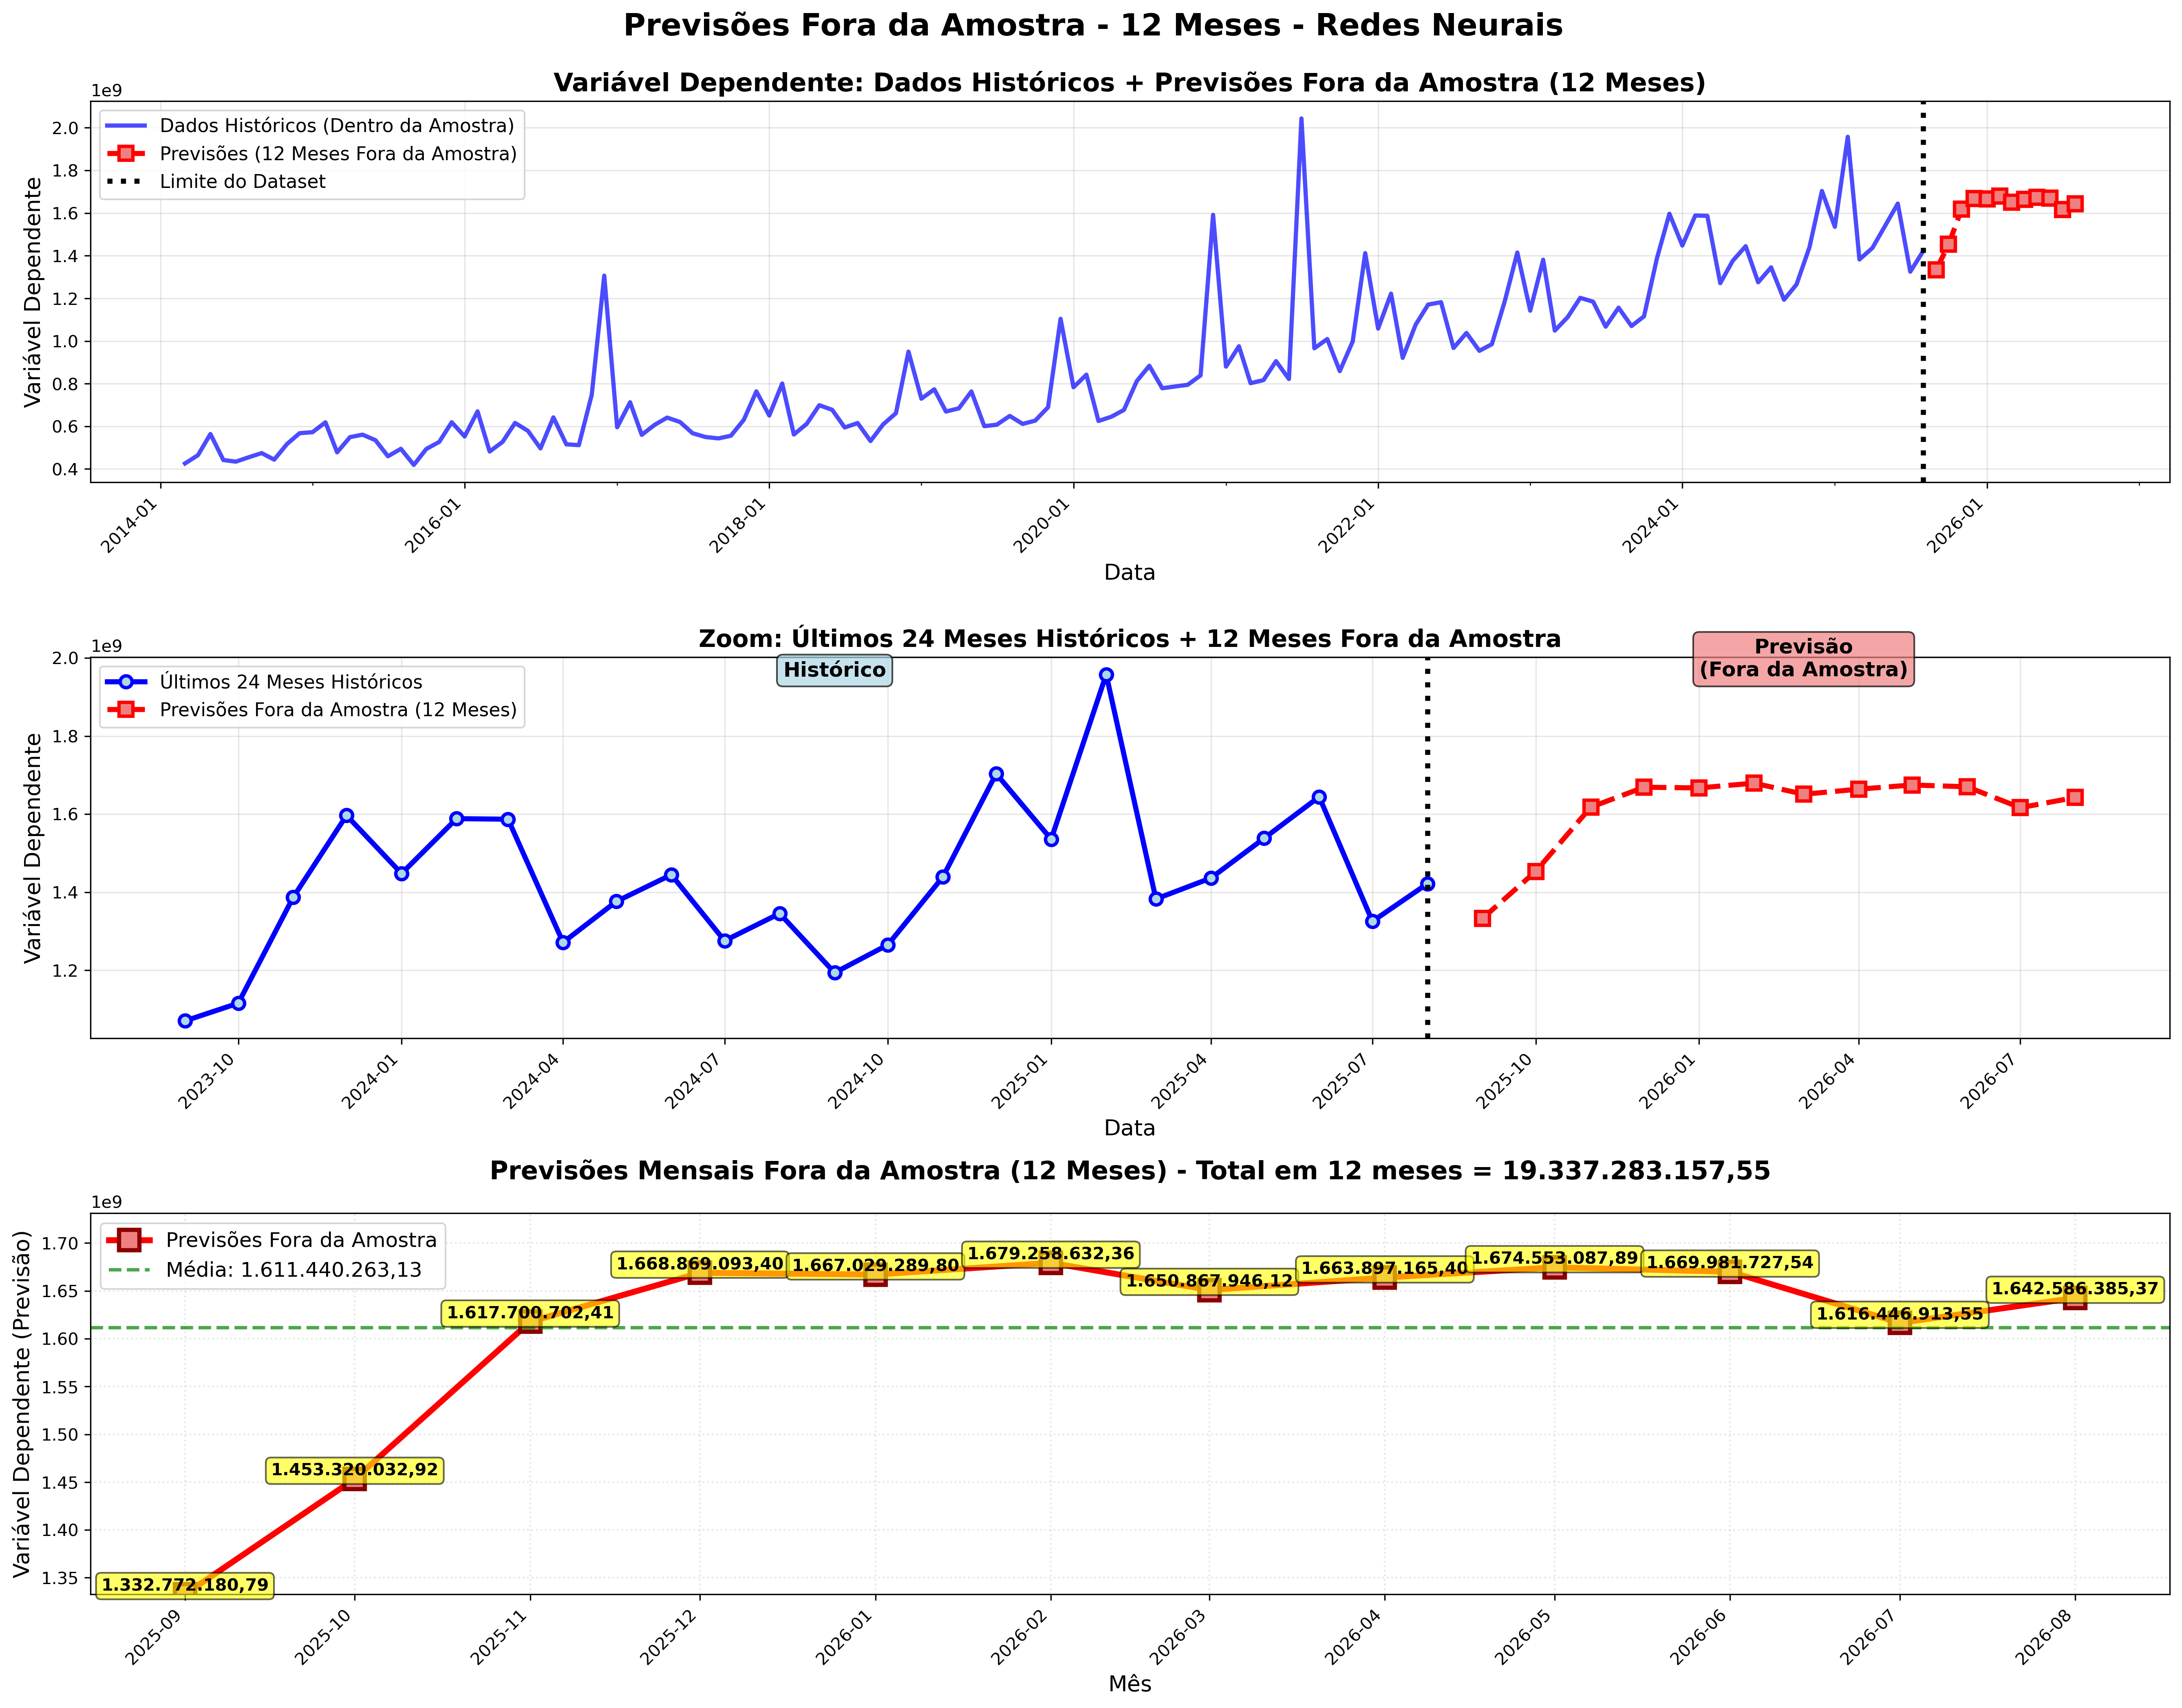 Previsões Fora da Amostra - 12 Meses - Redes Neurais
Variável Dependente: Dados Históricos + Previsões Fora da Amostra (12 Meses)
1e9
Dados Históricos (Dentro da Amostra)
Previsões (12 Meses Fora da Amostra)
Limite do Dataset
Variável Dependente
2.0
1.8
1.6
1.4
1.2
1.0
0.8
0.6
0.4
2014-01
2016-01
2018-01
2020-01
2022-01
2024-01
2026-01
Data
Zoom: Últimos 24 Meses Históricos + 12 Meses Fora da Amostra
1e9
Últimos 24 Meses Históricos
Previsões Fora da Amostra (12 Meses)
Histórico
Previsão
(Fora da Amostra)
Variável Dependente
2.0
1.8
1.6
1.4
1.2
2023-10
2024-01
2024-04
2024-07
2024-10
2025-01
2025-04
2025-07
2025-10
2026-01
2026-04
2026-07
Data
Previsões Mensais Fora da Amostra (12 Meses) - Total em 12 meses = 19.337.283.157,55
1e9
Previsões Fora da Amostra
Média: 1.611.440.263,13
Variável Dependente (Previsão)
1.70
1.65
1.60
1.55
1.50
1.45
1.40
1.35
1.332.772.180,79
1.453.320.032,92
1.617.700.702,41
1.668.869.093,40
1.667.029.289,80
1.679.258.632,36
1.650.867.946,12
1.663.897.165,40
1.674.553.087,89
1.669.981.727,54
1.616.446.913,55
1.642.586.385,37
2025-09
2025-10
2025-11
2025-12
2026-01
2026-02
2026-03
2026-04
2026-05
2026-06
2026-07
2026-08
Mês